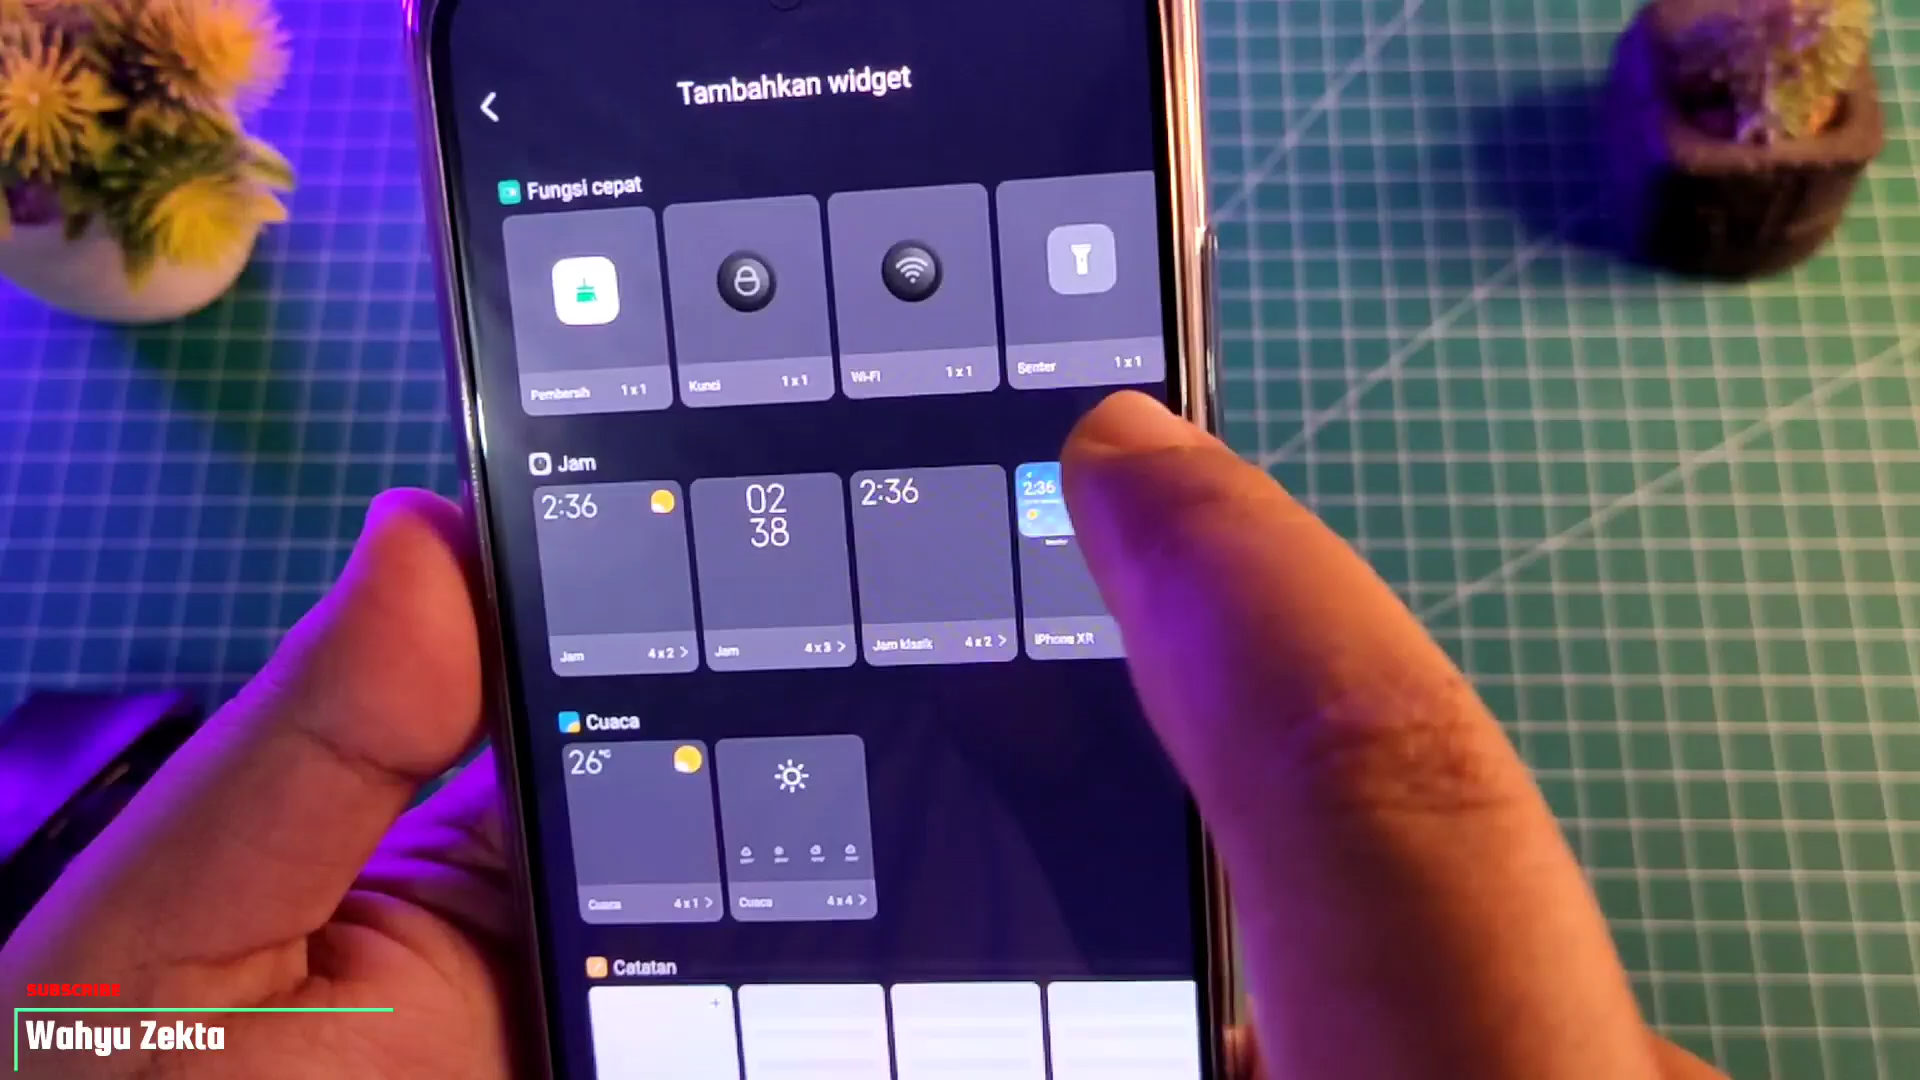 Tambahkan widget
Fungsi cepat
Pembersih 1x1
Kunci 1x1
Wi-Fi 1x1
Senter 1x1
Jam
2:36
02
38
2:36
2:36
Jam 4x2
Jam 4x3
Jam klasik 4x2
iPhone XR
Cuaca
26°C
Cuaca 4x1
Cuaca 4x4
Catatan
SUBSCRIBE
Wahyu Zekta